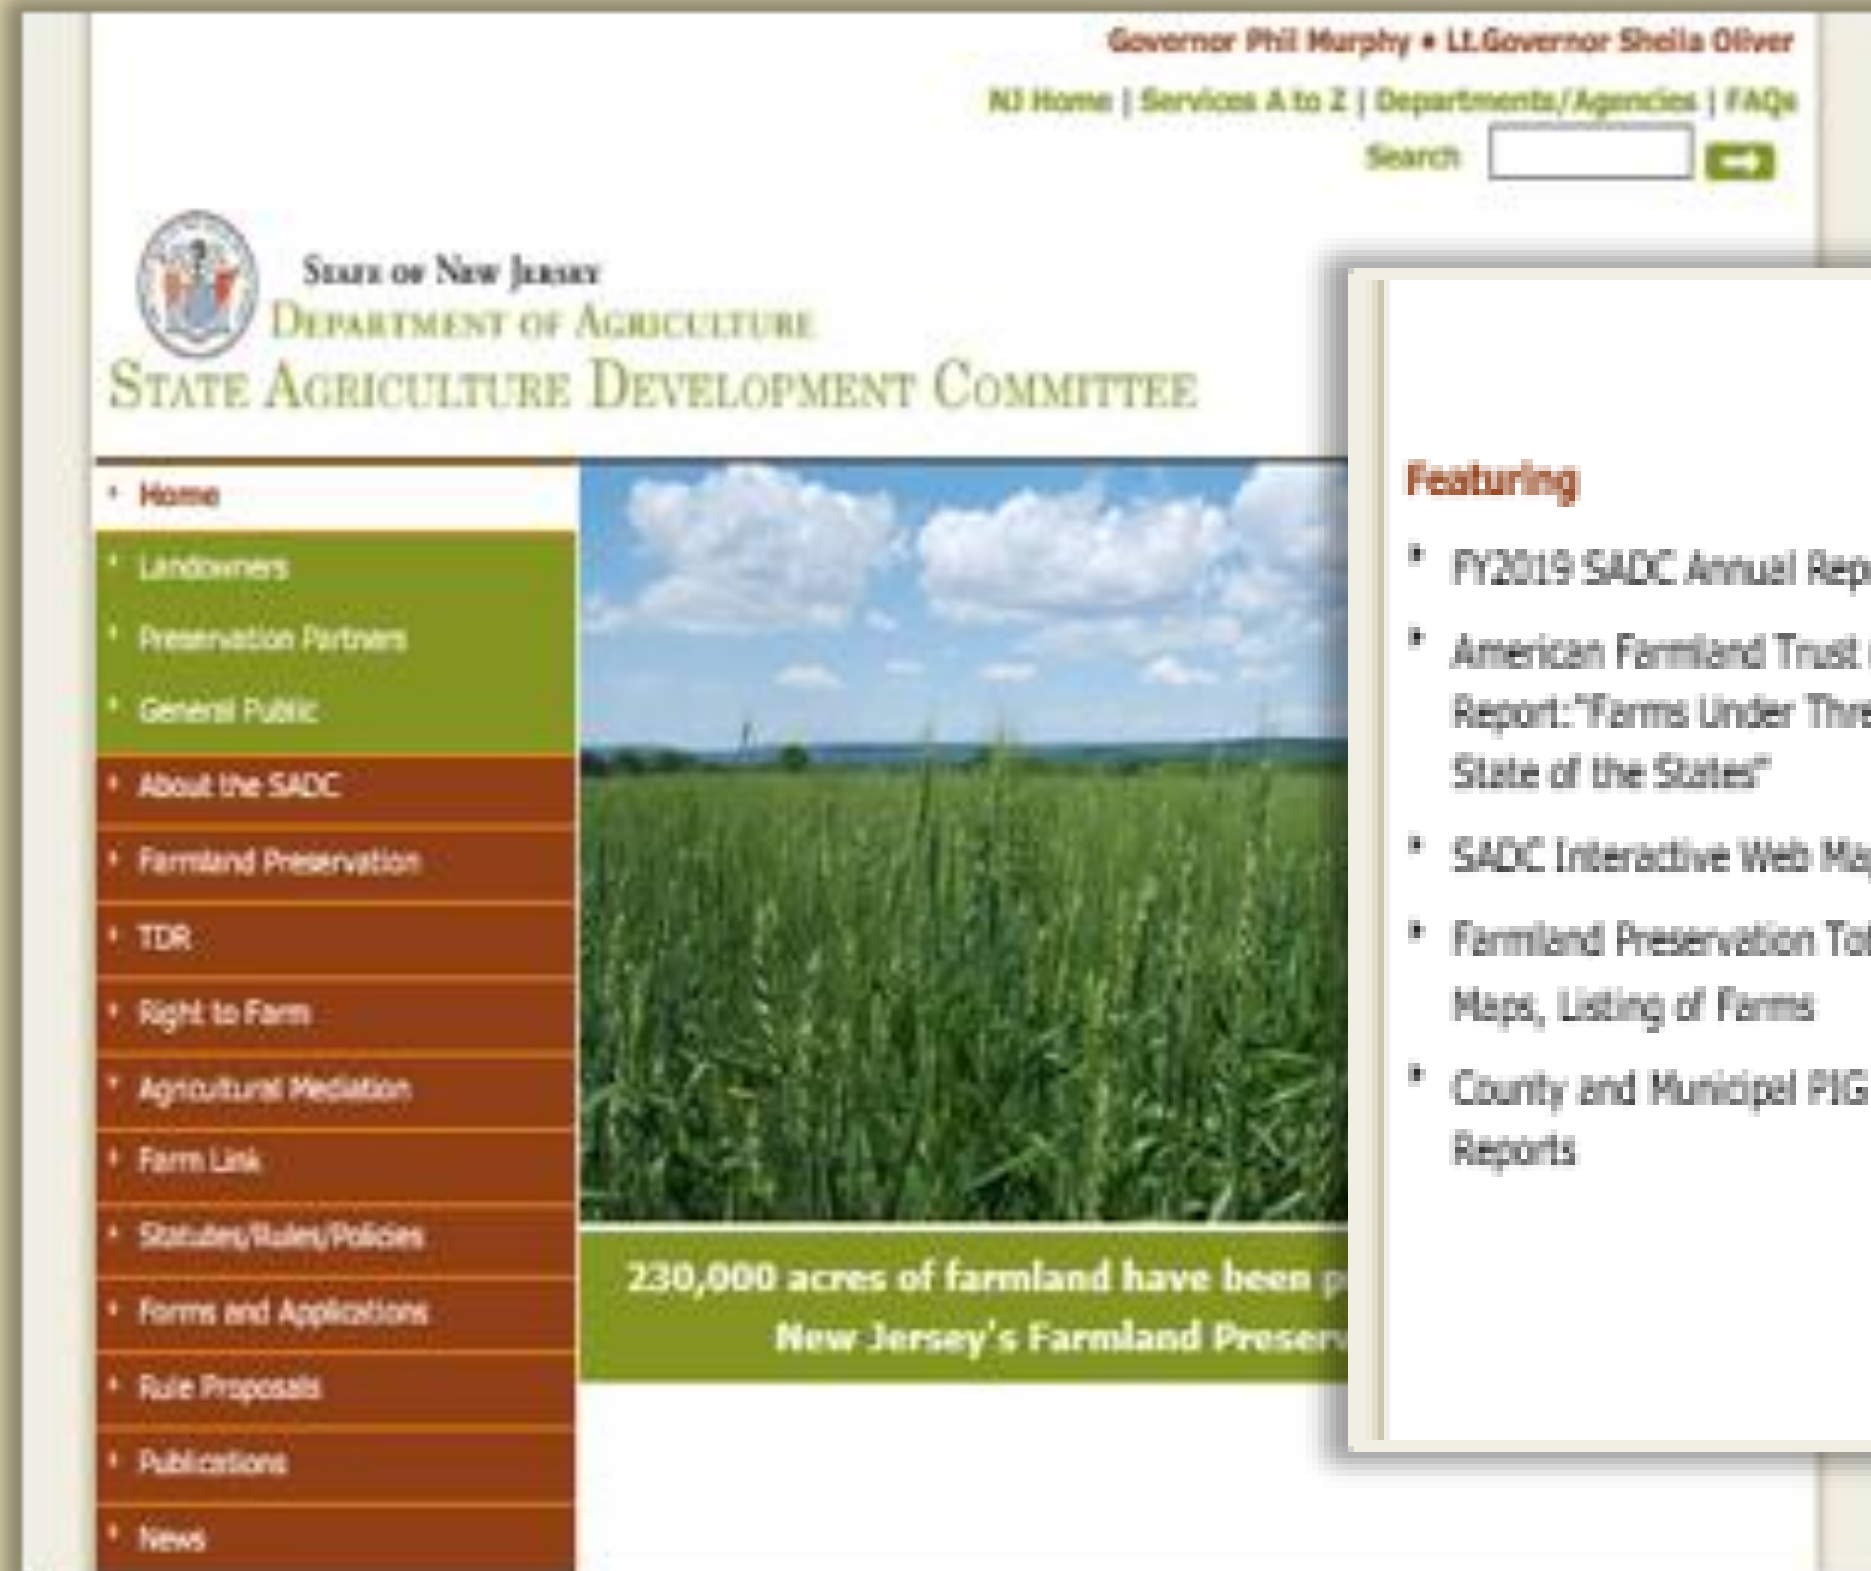 Governor Phil Murphy • Lt.Governor Sheila Oliver
NJ Home | Services A to Z | Departments/Agencies | FAQs
Search
STATE OF NEW JERSEY
DEPARTMENT OF AGRICULTURE
STATE AGRICULTURE DEVELOPMENT COMMITTEE
Home
Landowners
Preservation Partners
General Public
About the SADC
Farmland Preservation
TDR
Right to Farm
Agricultural Mediation
Farm Link
Statutes/Rules/Policies
Forms and Applications
Rule Proposals
Publications
News
230,000 acres of farmland have been
New Jersey's Farmland
Featuring
FY2019 SADC Annual
American Farmland Trust
Report:"Farms Under
State of the States"
SADC Interactive Web
Farmland Preservation
Maps, Listing of Farms
County and Municipal PIG
Reports